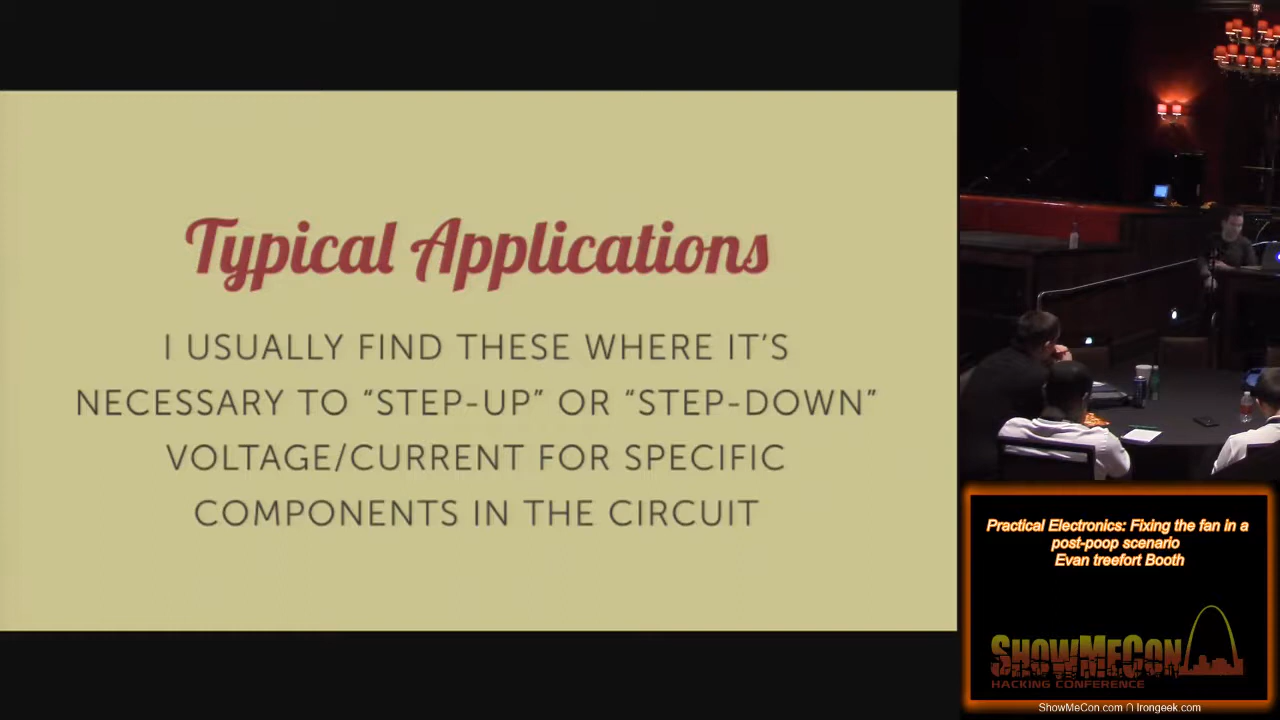 Typical Applications
I USUALLY FIND THESE WHERE IT’S
NECESSARY TO “STEP-UP” OR “STEP-DOWN”
VOLTAGE/CURRENT FOR SPECIFIC
COMPONENTS IN THE CIRCUIT
Practical Electronics: Fixing the fan in a
post-poop scenario
Evan treefort Booth
SHOWMECON
HACKING CONFERENCE
ShowMeCon.com ∩ Irongeek.com